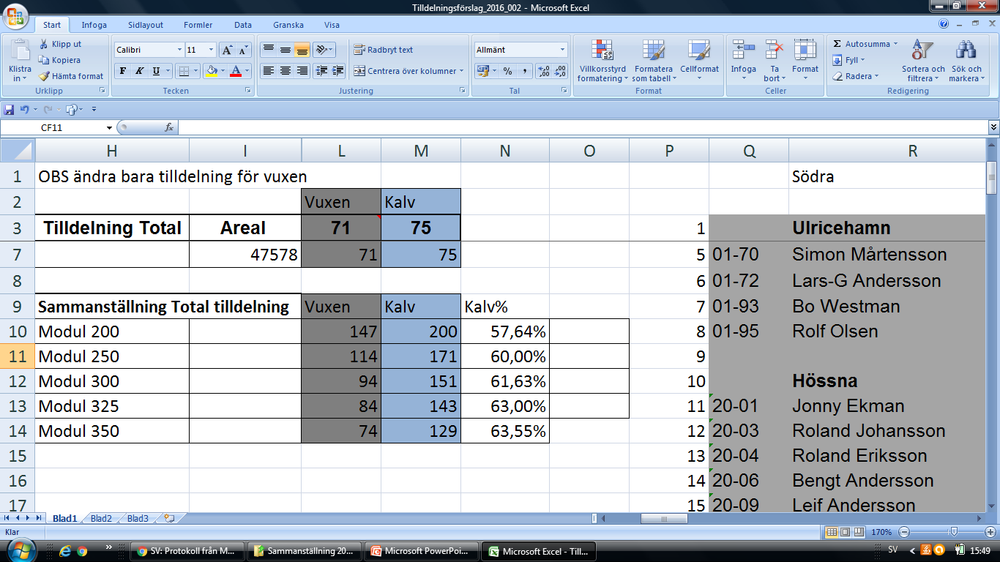 Tilldelningsförslag_2016_002 - Microsoft Excel
Start Infoga Sidlayout Formler Data Granska Visa
Klistra in Klipp ut Kopiera Hämta format Urklipp
Calibri 11 A A F K U A Tecken
Radbryt text Centrera över kolumner Justering
Allmänt % Tal
Villkorsstyrd formatering Formatera som tabell Cellformat Format
Infoga Ta bort Format Celler
Σ Autosumma Fyll Radera Sortera och filtrera Sök och markera Redigering
CF11 fx
H I L M N O P Q R
1 OBS ändra bara tilldelning för vuxen Södra
2 Vuxen Kalv
3 Tilldelning Total Areal 71 75 1 Ulricehamn
7 47578 71 75 5 01-70 Simon Mårtensson
8 6 01-72 Lars-G Andersson
9 Sammanställning Total tilldelning Vuxen Kalv Kalv% 7 01-93 Bo Westman
10 Modul 200 147 200 57,64% 8 01-95 Rolf Olsen
11 Modul 250 114 171 60,00% 9
12 Modul 300 94 151 61,63% 10 Hössna
13 Modul 325 84 143 63,00% 11 20-01 Jonny Ekman
14 Modul 350 74 129 63,55% 12 20-03 Roland Johansson
15 13 20-04 Roland Eriksson
16 14 20-06 Bengt Andersson
17 15 20-09 Leif Andersson
Blad1 Blad2 Blad3
Klar 170%
SV: Protokoll från M... Sammanställning 20... Microsoft PowerPoi... Microsoft Excel - Till... SV 15:49